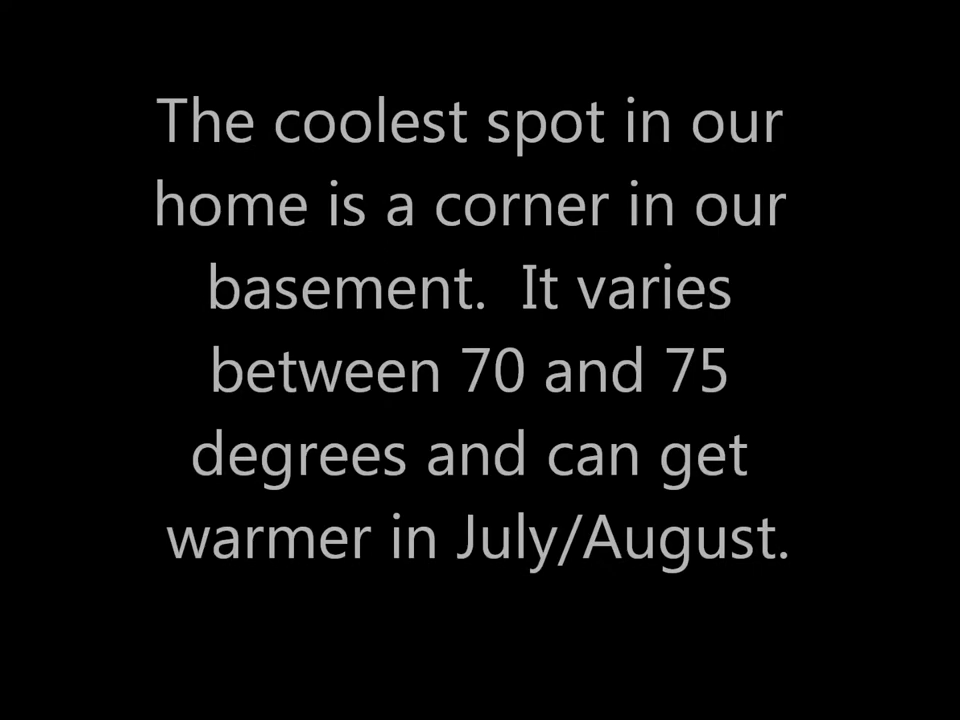 The coolest spot in our
home is a corner in our
basement.  It varies
between 70 and 75
degrees and can get
warmer in July/August.